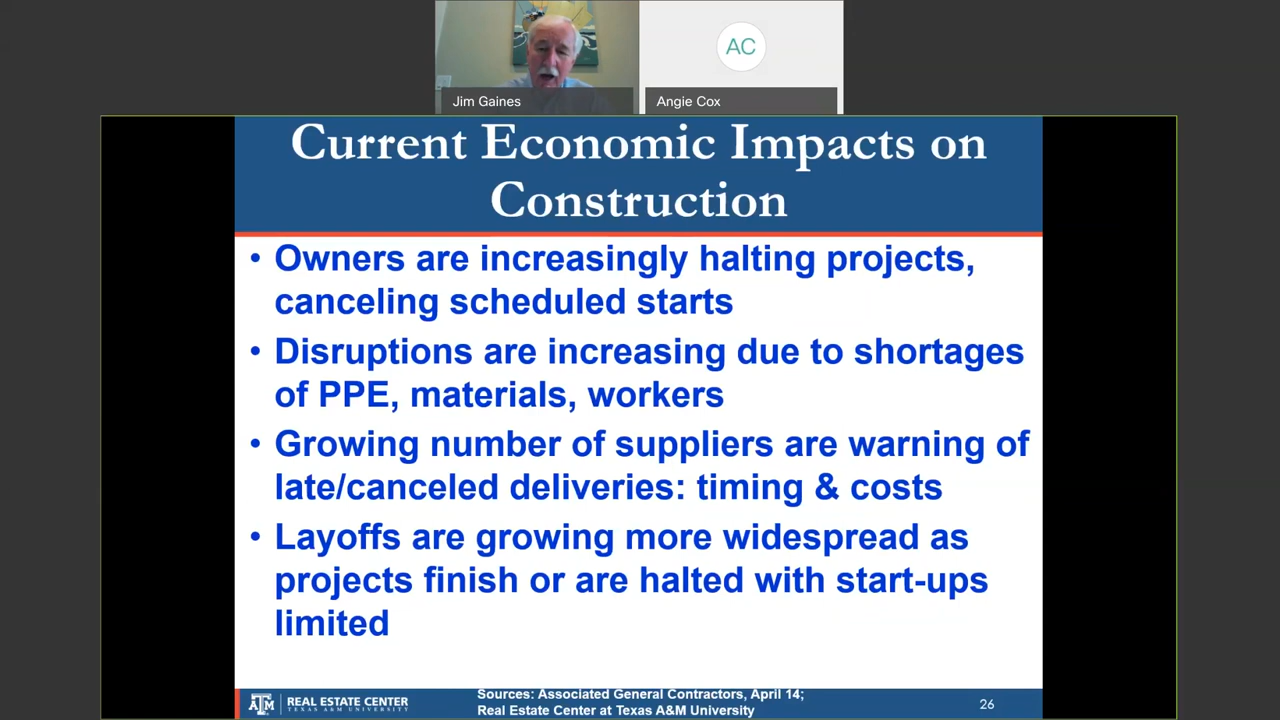 AC
Jim Gaines
Angie Cox
Current Economic Impacts on
Construction
• Owners are increasingly halting projects,
canceling scheduled starts
• Disruptions are increasing due to shortages
of PPE, materials, workers
• Growing number of suppliers are warning of
late/canceled deliveries: timing & costs
• Layoffs are growing more widespread as
projects finish or are halted with start-ups
limited
ATM
REAL ESTATE CENTER
TEXAS A&M UNIVERSITY
Sources: Associated General Contractors, April 14;
Real Estate Center at Texas A&M University
26